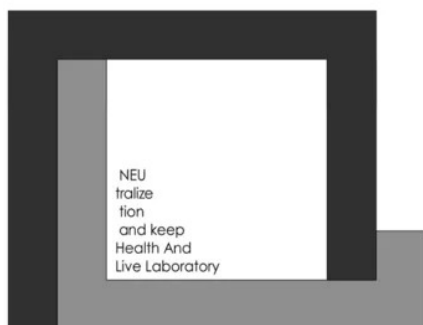 NEU
tralize
tion
and keep
Health And
Live Laboratory